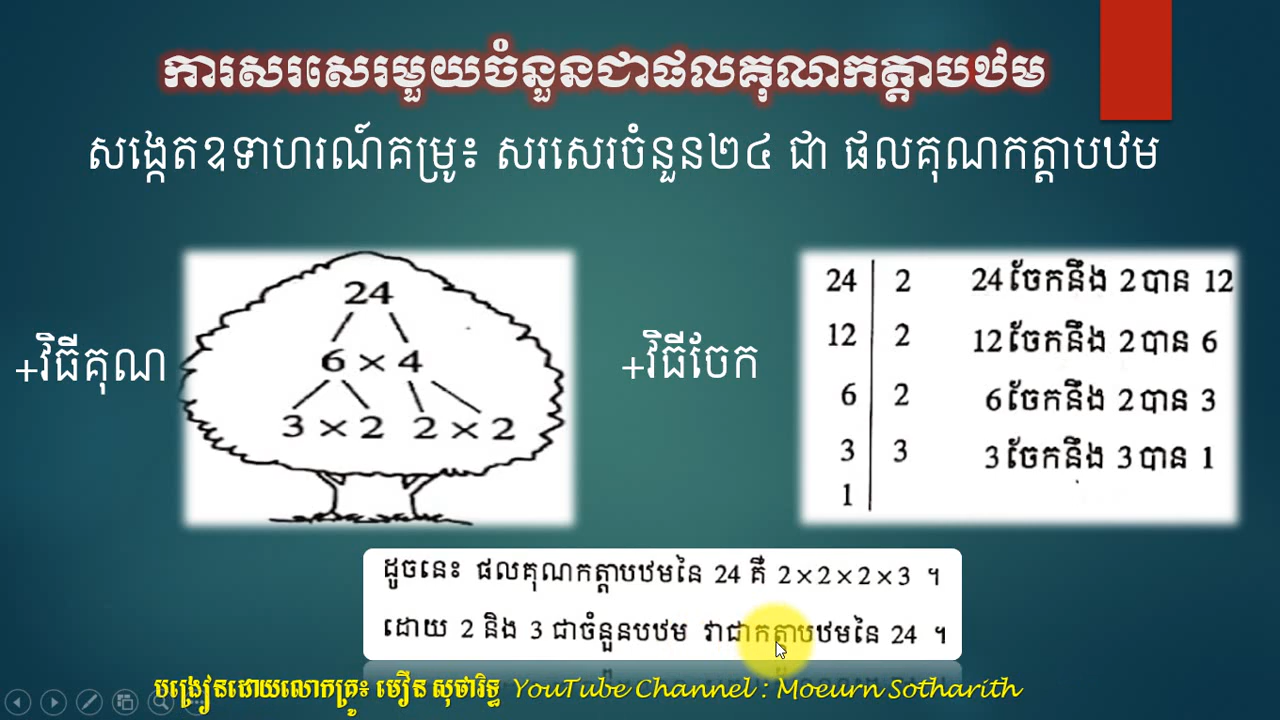 ការសរសេរមួយចំនួនជាផលគុណកត្តាបឋម
សង្កេតឧទាហរណ៍គម្រូ៖ សរសេរចំនួន២៤ ជា ផលគុណកត្តាបឋម
+វិធីគុណ
24
6 × 4
3 × 2 2 × 2
+វិធីចែក
24 2 24 ចែកនឹង 2 បាន 12
12 2 12 ចែកនឹង 2 បាន 6
6 2 6 ចែកនឹង 2 បាន 3
3 3 3 ចែកនឹង 3 បាន 1
1
ដូចនេះ ផលគុណកត្តាបឋមនៃ 24 គឺ 2 × 2 × 2 × 3 ។
ដោយ 2 និង 3 ជាចំនួនបឋម វាជាកត្តាបឋមនៃ 24 ។
បង្រៀនដោយលោកគ្រូ៖ មឿន សុថារិទ្ធ YouTube Channel : Moeurn Sotharith